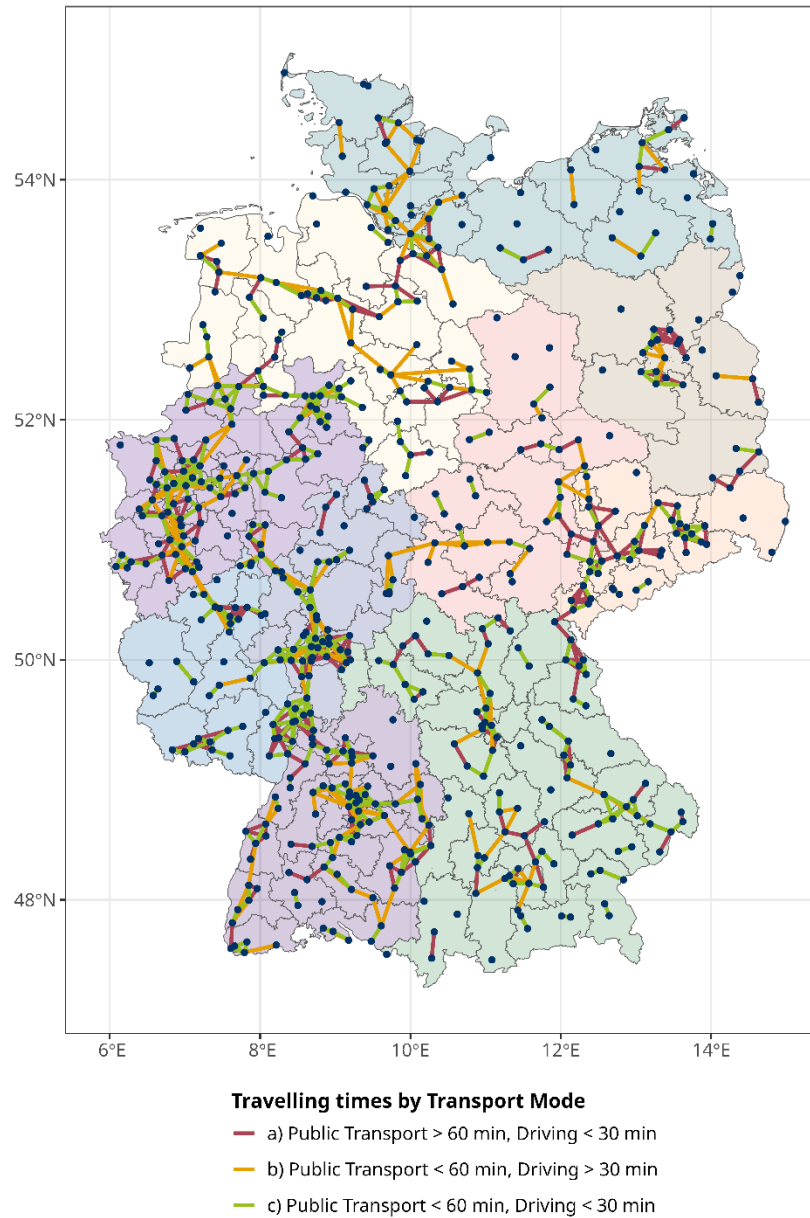 54°N
52°N
50°N
48°N
6°E 8°E 10°E 12°E 14°E
Travelling times by Transport Mode
a) Public Transport > 60 min, Driving < 30 min
b) Public Transport < 60 min, Driving > 30 min
c) Public Transport < 60 min, Driving < 30 min